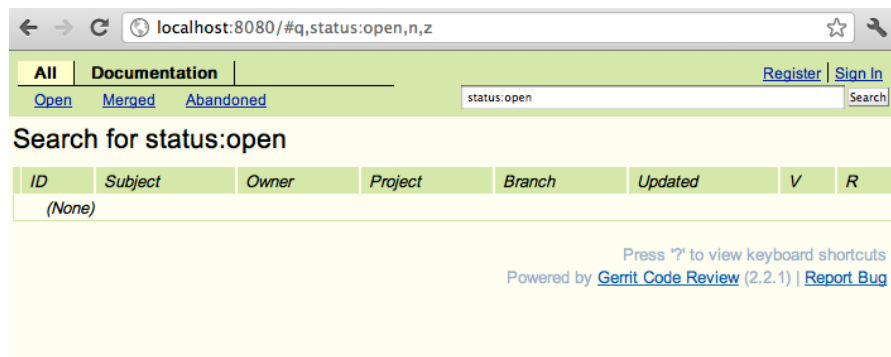 localhost:8080/#q,status:open,n,z
All Documentation Register Sign In
Open Merged Abandoned status:open Search
Search for status:open
ID Subject Owner Project Branch Updated V R
(None)
Press '?' to view keyboard shortcuts
Powered by Gerrit Code Review (2.2.1) | Report Bug